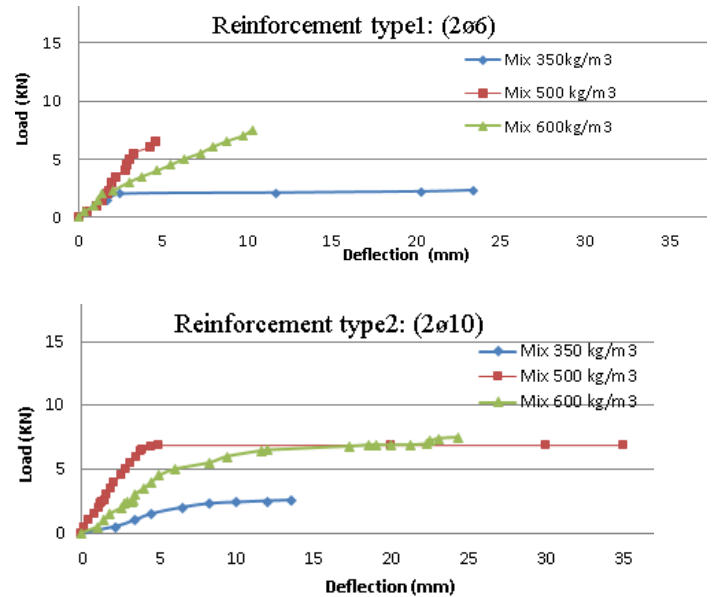 Reinforcement type1: (2ø6)
Load (KN)
15
10
5
0
Mix 350kg/m3
Mix 500 kg/m3
Mix 600kg/m3
0 5 10 15 20 25 30 35
Deflection (mm)
Reinforcement type2: (2ø10)
Load (KN)
15
10
5
0
Mix 350 kg/m3
Mix 500 kg/m3
Mix 600 kg/m3
0 5 10 15 20 25 30 35
Deflection (mm)